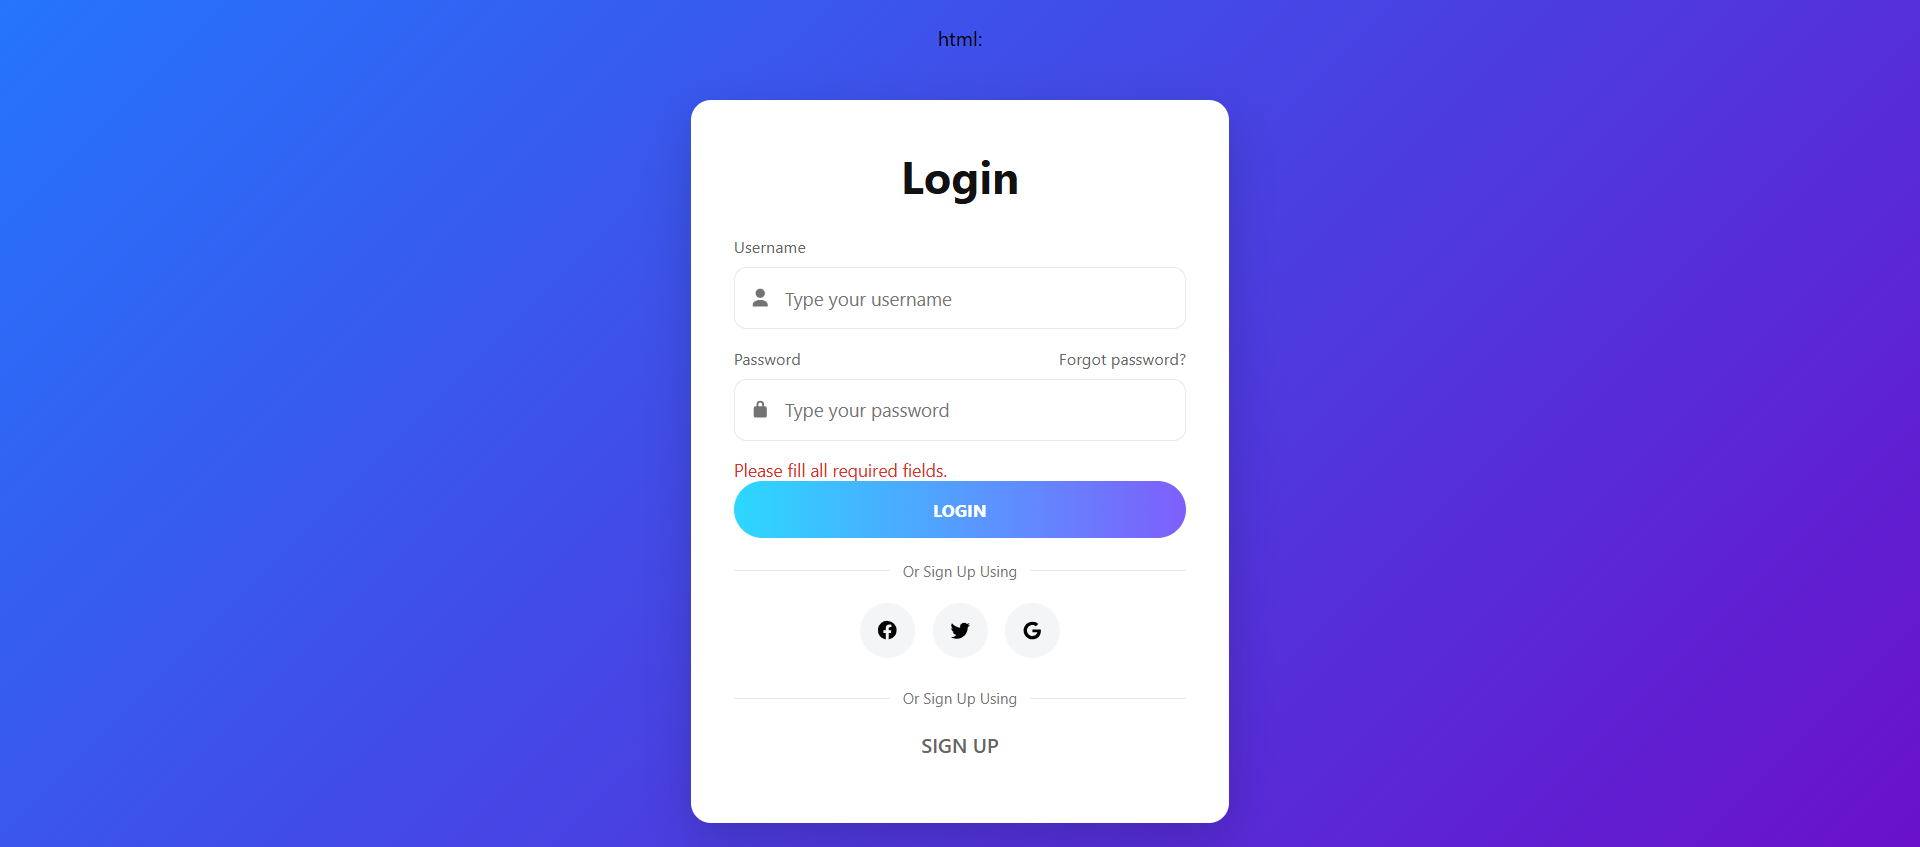 html:
Login
Username
Type your username
Password Forgot password?
Type your password
Please fill all required fields.
LOGIN
Or Sign Up Using
Or Sign Up Using
SIGN UP